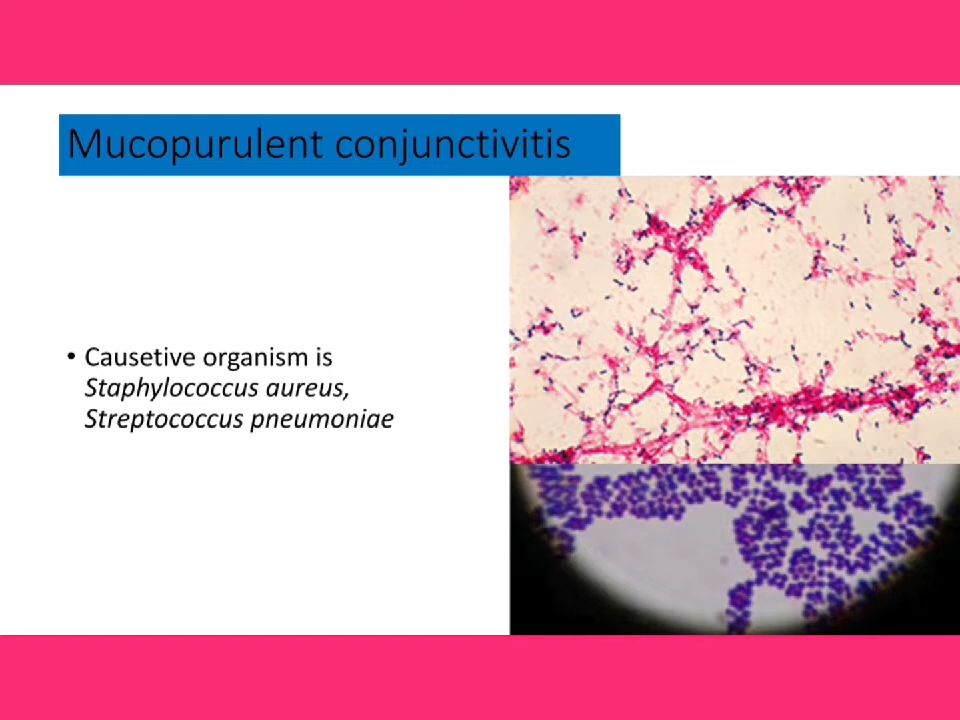 Mucopurulent conjunctivitis
• Causetive organism is
Staphylococcus aureus,
Streptococcus pneumoniae